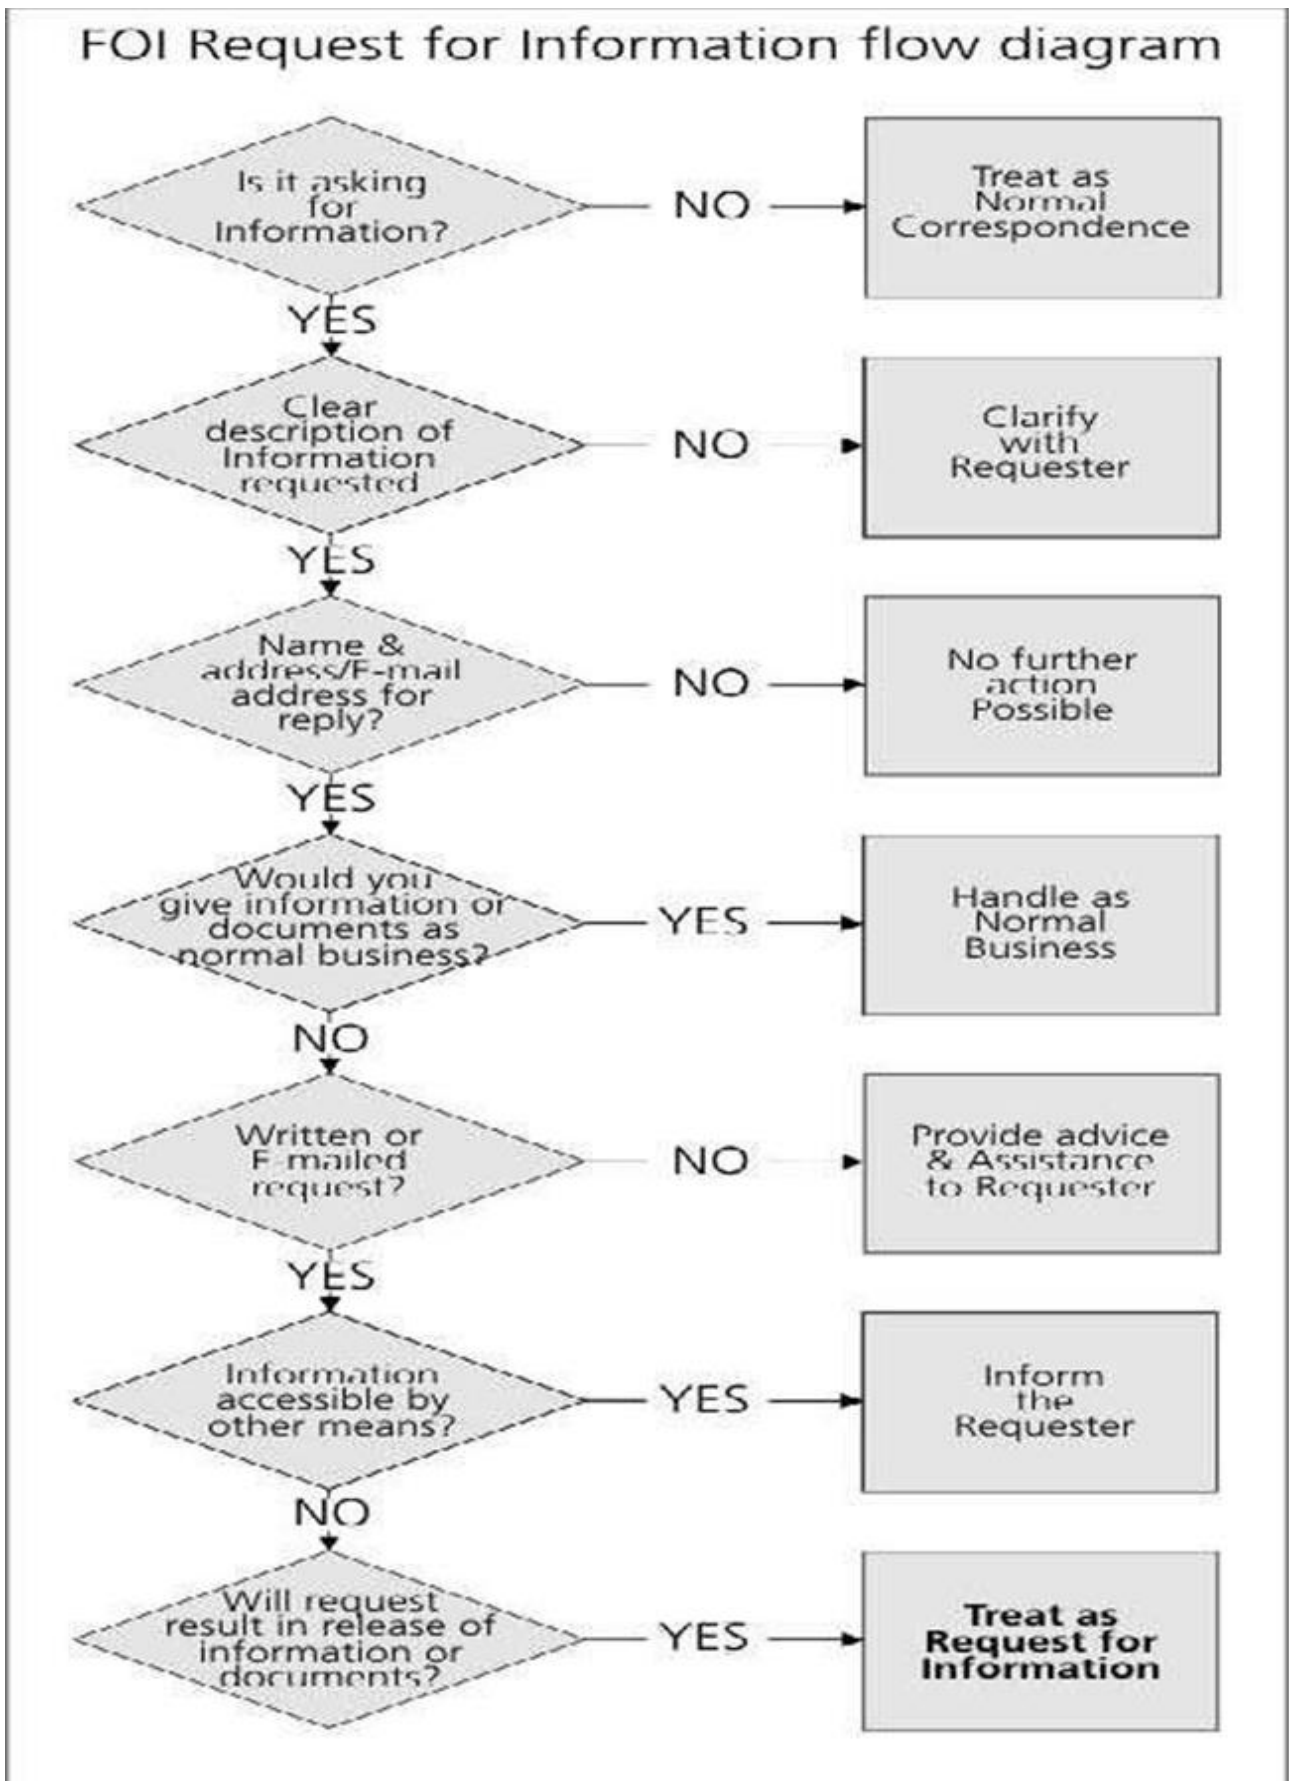 FOI Request for Information flow diagram
Is it asking
for
Information?
NO
Treat as
Normal
Correspondence
YES
Clear
description of
Information
requested
NO
Clarify
with
Requester
YES
Name &
address/E-mail
address for
reply?
NO
No further
action
Possible
YES
Would you
give information or
documents as
normal business?
YES
Handle as
Normal
Business
NO
Written or
E-mailed
request?
NO
Provide advice
& Assistance
to Requester
YES
Information
accessible by
other means?
YES
Inform
the
Requester
NO
Will request
result in release of
information or
documents?
YES
Treat as
Request for
Information